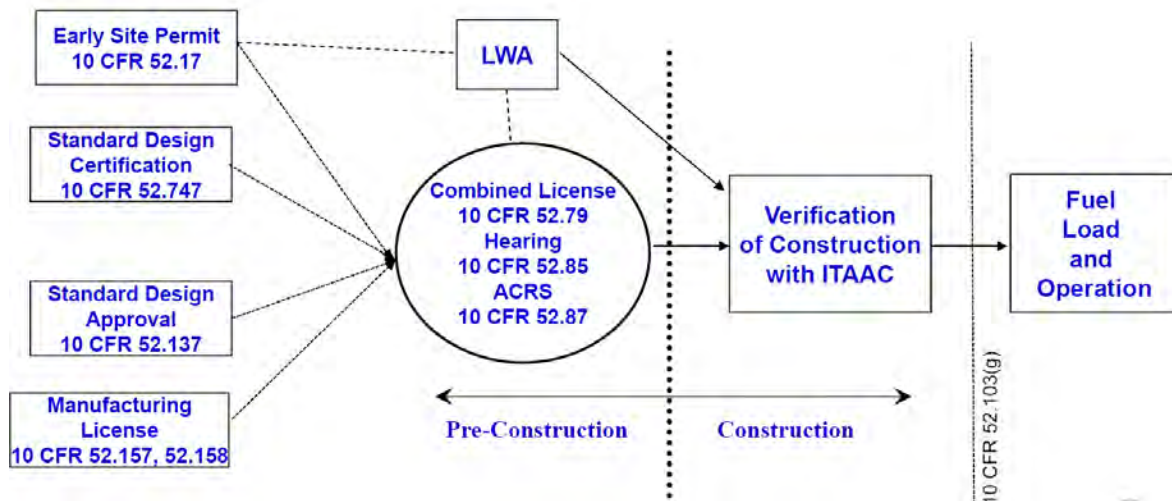 Early Site Permit
10 CFR 52.17
LWA
Standard Design
Certification
10 CFR 52.747
Standard Design
Approval
10 CFR 52.137
Manufacturing
License
10 CFR 52.157, 52.158
Combined License
10 CFR 52.79
Hearing
10 CFR 52.85
ACRS
10 CFR 52.87
Verification
of Construction
with ITAAC
Fuel
Load
and
Operation
Pre-Construction
Construction
10 CFR 52.103(g)